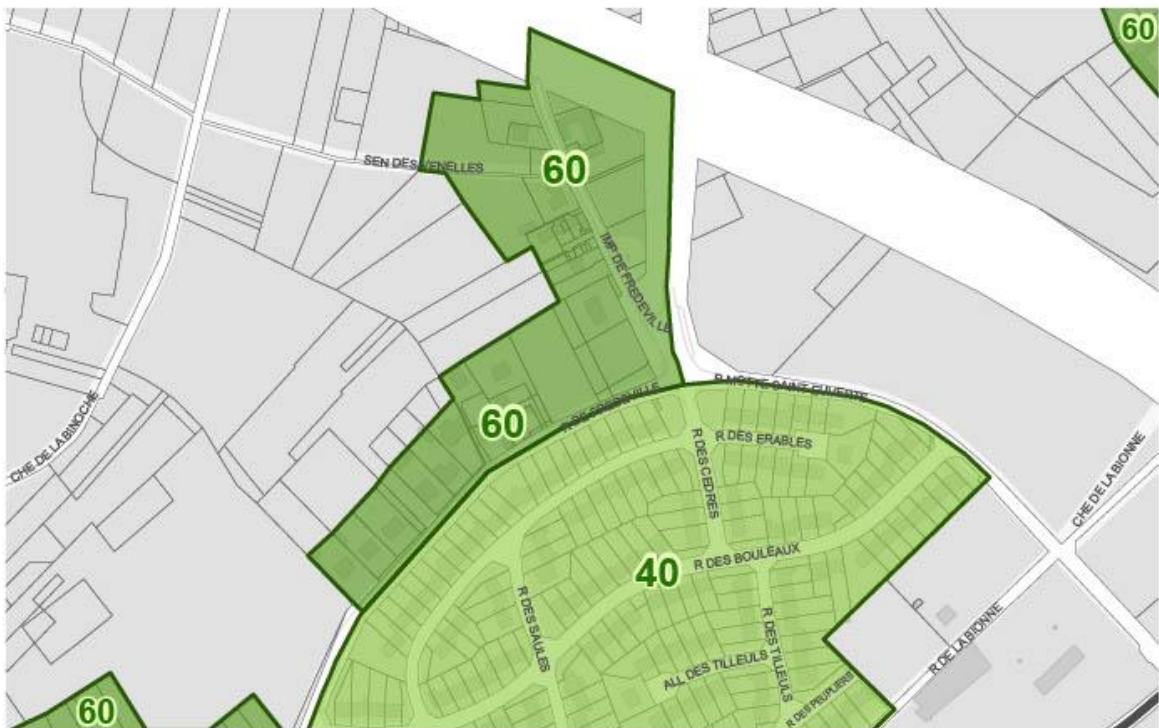 60
SEN DES VENELLES
60
IMP DE FREDEVILLE
R DE FREDEVILLE
R MOTTE SAINT EUVERTE
CHE DE LA BINOCHE
60
R DES ERABLES
R DES CEDRES
CHE DE LA BIONNE
R DES BOULEAUX
40
R DES SAULES
R DES TILLEULS
R DE LA BIONNE
ALL DES TILLEULS
R DES PEUPLIERS
60